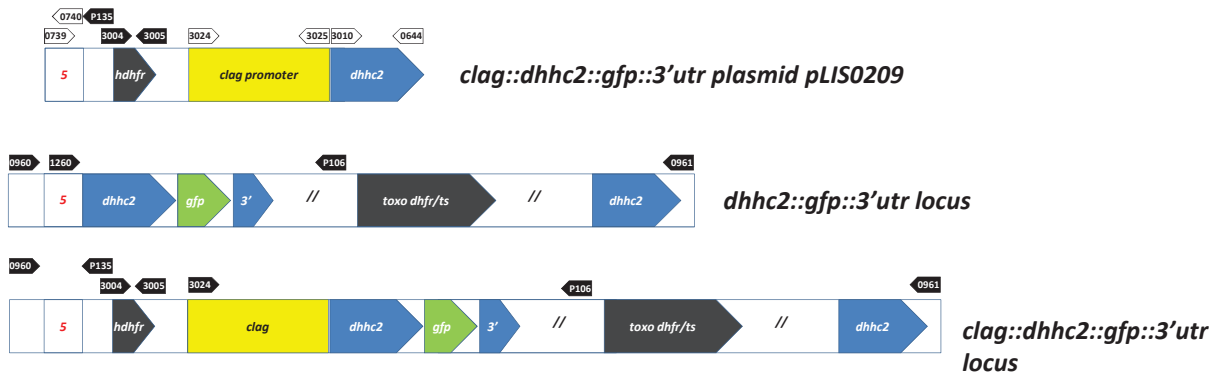 0740 P135
0739 3004 3005 3024 3025 3010 0644
5 hdhfr clag promoter dhhc2
clag::dhhc2::gfp::3’utr plasmid pLIS0209
0960 1260 P106 0961
5 dhhc2 gfp 3’ // toxo dhfr/ts // dhhc2
dhhc2::gfp::3’utr locus
0960 P135
3004 3005 3024 P106 0961
5 hdhfr clag dhhc2 gfp 3’ // toxo dhfr/ts // dhhc2
clag::dhhc2::gfp::3’utr
locus